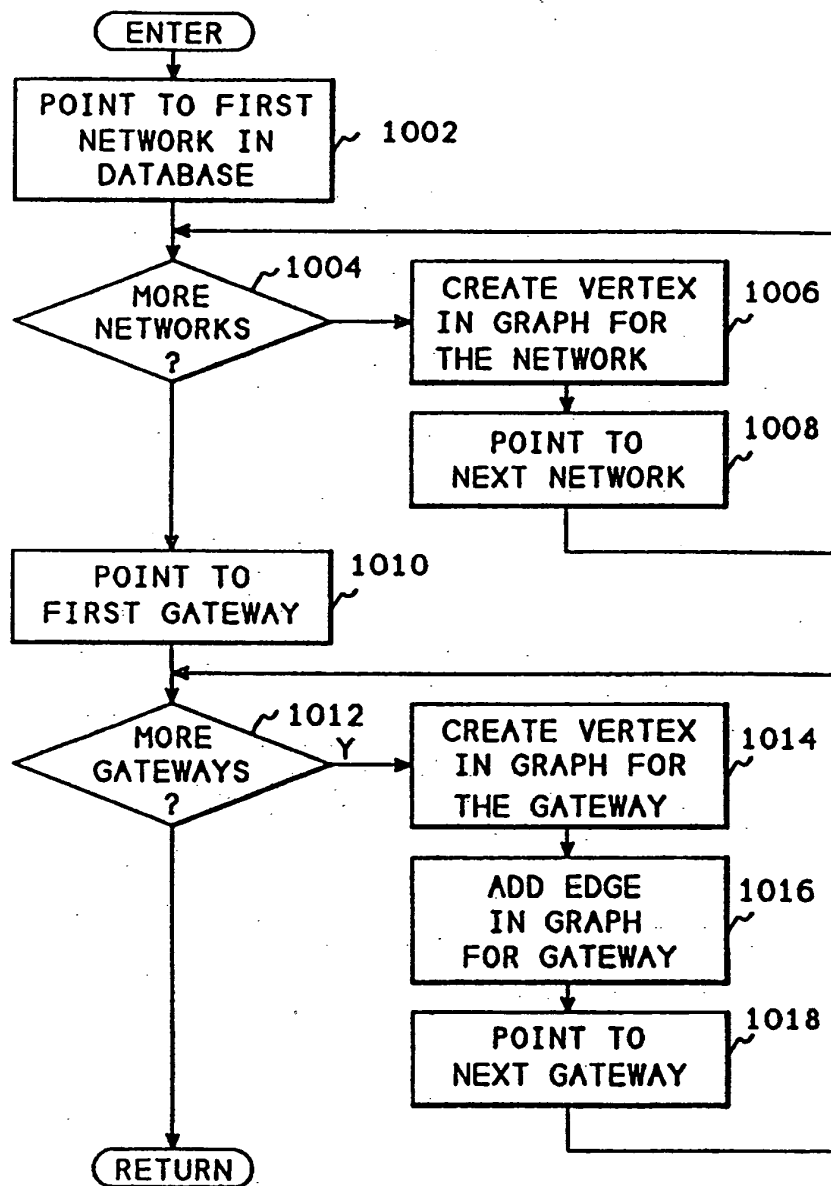 ENTER
POINT TO FIRST
NETWORK IN
DATABASE
1002
1004
MORE
NETWORKS
?
CREATE VERTEX
IN GRAPH FOR
THE NETWORK
1006
POINT TO
NEXT NETWORK
1008
POINT TO
FIRST GATEWAY
1010
1012
MORE
GATEWAYS
?
Y
CREATE VERTEX
IN GRAPH FOR
THE GATEWAY
1014
ADD EDGE
IN GRAPH
FOR GATEWAY
1016
POINT TO
NEXT GATEWAY
1018
RETURN